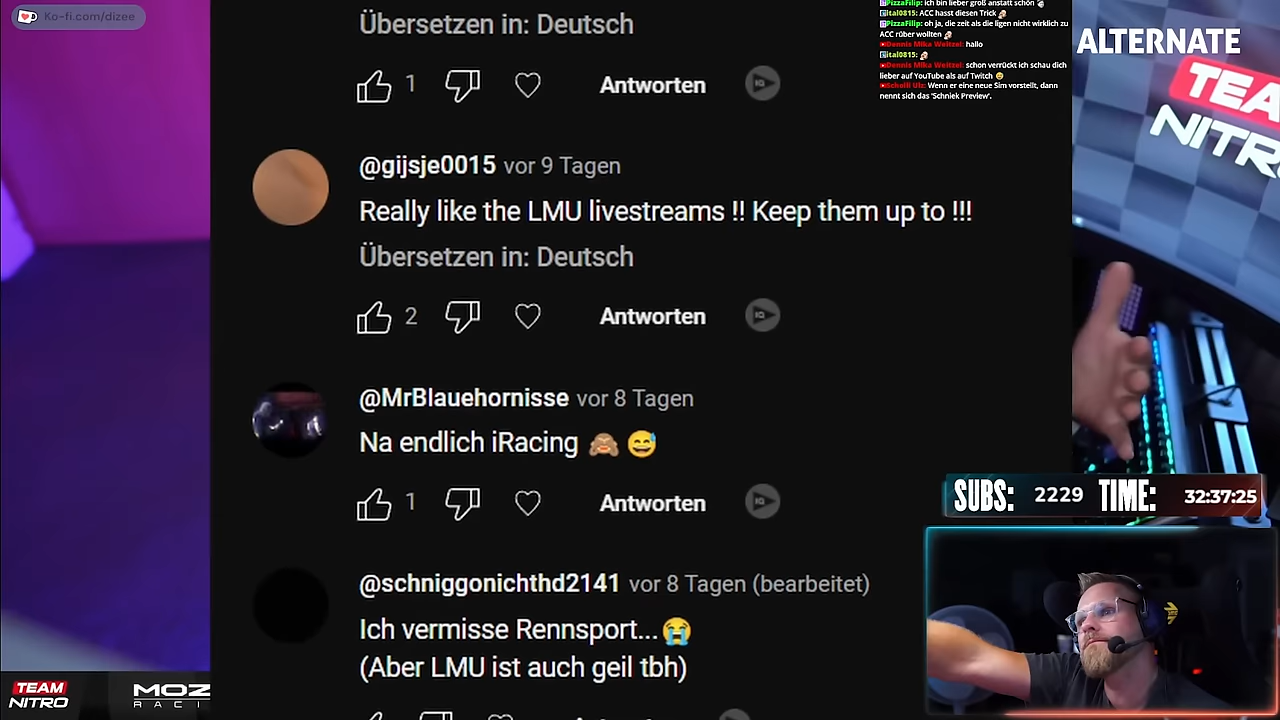 Ko-fi.com/dizee
Übersetzen in: Deutsch
1
Antworten
@gijsje0015 vor 9 Tagen
Really like the LMU livestreams !! Keep them up to !!!
Übersetzen in: Deutsch
2
Antworten
@MrBlauehornisse vor 8 Tagen
Na endlich iRacing 🙈 😅
1
Antworten
@schniggonichthd2141 vor 8 Tagen (bearbeitet)
Ich vermisse Rennsport...😭
(Aber LMU ist auch geil tbh)
PizzaFilip: ich bin lieber groß anstatt schön
ital0815: ACC hasst diesen Trick
PizzaFilip: oh ja, die zeit als die ligen nicht wirklich zu
ACC rüber wollten
Dennis Mika Weitzel: hallo
ital0815:
Dennis Mika Weitzel: schon verrückt ich schau dich
lieber auf YouTube als auf Twitch
Wenn er eine neue Sim vorstellt, dann
nennt sich das 'Schniek Preview'.
ALTERNATE
TEA
NITR
SUBS: 2229 TIME: 32:37:25
TEAM
NITRO
MOZ
RACI